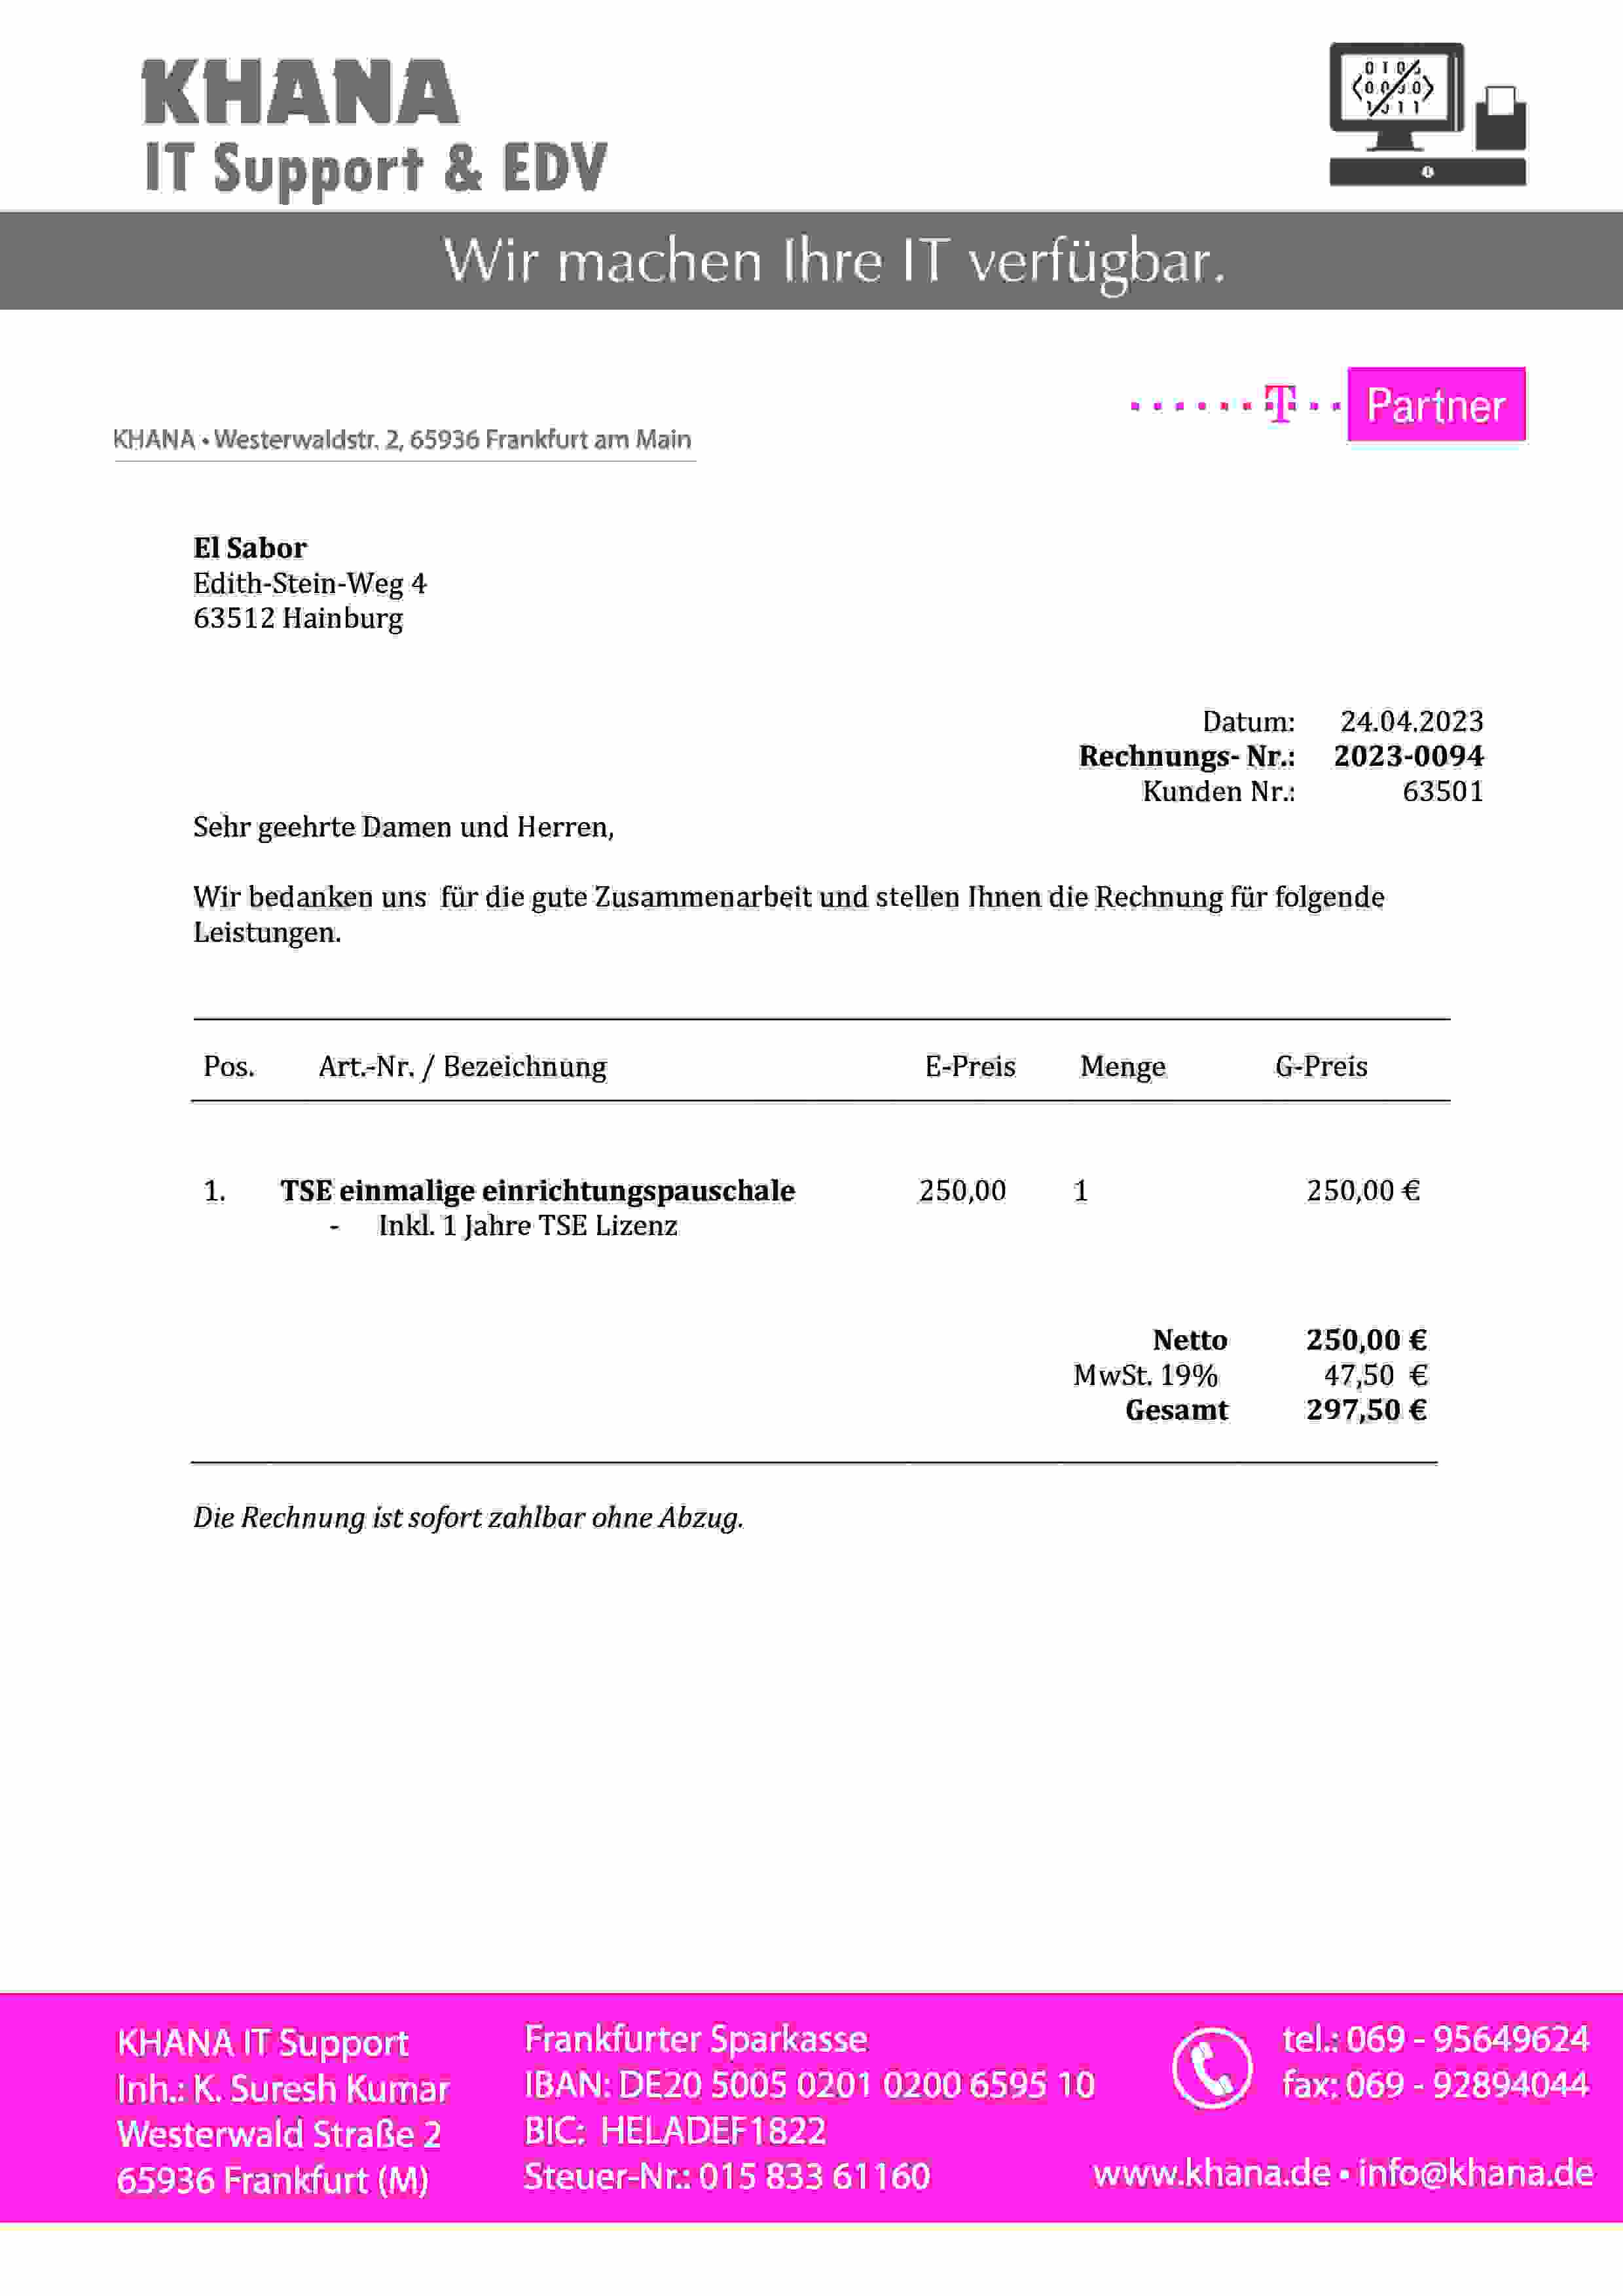 KHANA
IT Support & EDV
Wir machen Ihre IT verfügbar.
T Partner
KHANA • Westerwaldstr. 2, 65936 Frankfurt am Main
El Sabor
Edith-Stein-Weg 4
63512 Hainburg
Datum: 24.04.2023
Rechnungs- Nr.: 2023-0094
Kunden Nr.: 63501
Sehr geehrte Damen und Herren,
Wir bedanken uns für die gute Zusammenarbeit und stellen Ihnen die Rechnung für folgende
Leistungen.
Pos. Art.-Nr. / Bezeichnung E-Preis Menge G-Preis
1. TSE einmalige einrichtungspauschale 250,00 1 250,00 €
- Inkl. 1 Jahre TSE Lizenz
Netto 250,00 €
MwSt. 19% 47,50 €
Gesamt 297,50 €
Die Rechnung ist sofort zahlbar ohne Abzug.
KHANA IT Support
Inh.: K. Suresh Kumar
Westerwald Straße 2
65936 Frankfurt (M)
Frankfurter Sparkasse
IBAN: DE20 5005 0201 0200 6595 10
BIC: HELADEF1822
Steuer-Nr.: 015 833 61160
tel.: 069 - 95649624
fax: 069 - 92894044
www.khana.de • info@khana.de